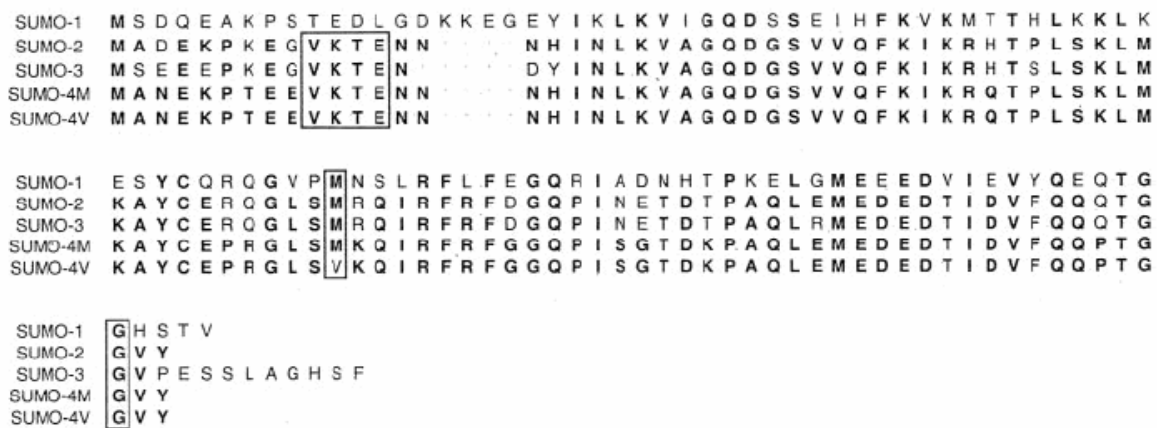 SUMO-1 M S D Q E A K P S T E D L G D K K E G E Y I K L K V I G Q D S S E I H F K V K M T T H L K K L K
SUMO-2 M A D E K P K E G V K T E N N · · · · N H I N L K V A G Q D G S V V Q F K I K R H T P L S K L M
SUMO-3 M S E E E P K E G V K T E N · · · · · D Y I N L K V A G Q D G S V V Q F K I K R H T S L S K L M
SUMO-4M M A N E K P T E E V K T E N N · · · · N H I N L K V A G Q D G S V V Q F K I K R Q T P L S K L M
SUMO-4V M A N E K P T E E V K T E N N · · · · N H I N L K V A G Q D G S V V Q F K I K R Q T P L S K L M
SUMO-1 E S Y C Q R Q G V P M N S L R F L F E G Q R I A D N H T P K E L G M E E E D V I E V Y Q E Q T G
SUMO-2 K A Y C E R Q G L S M R Q I R F R F D G Q P I N E T D T P A Q L E M E D E D T I D V F Q Q Q T G
SUMO-3 K A Y C E R Q G L S M R Q I R F R F D G Q P I N E T D T P A Q L R M E D E D T I D V F Q Q Q T G
SUMO-4M K A Y C E P R G L S M K Q I R F R F G G Q P I S G T D K P A Q L E M E D E D T I D V F Q Q P T G
SUMO-4V K A Y C E P R G L S V K Q I R F R F G G Q P I S G T D K P A Q L E M E D E D T I D V F Q Q P T G
SUMO-1 G H S T V
SUMO-2 G V Y
SUMO-3 G V P E S S L A G H S F
SUMO-4M G V Y
SUMO-4V G V Y